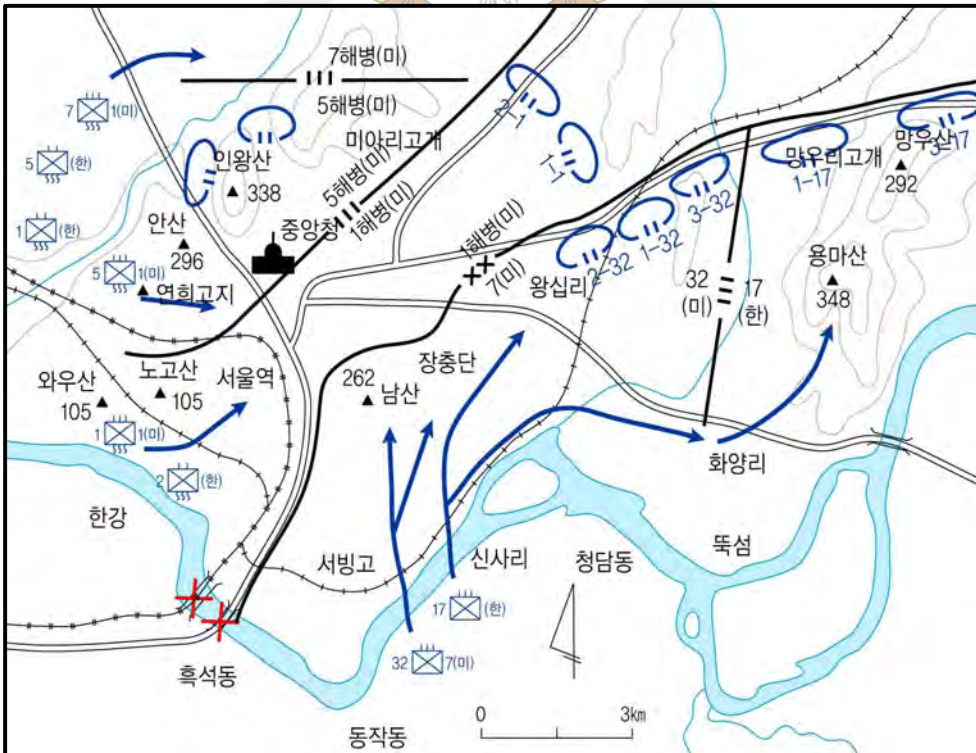 7해병(미)
5해병(미)
7
1(미)
5
(한)
1
(한)
인왕산
338
미아리고개
5해병(미)
1해병(미)
2-1
1-1
망우산
3-17
292
망우리고개
1-17
3-32
1-32
2-32
안산
296
중앙청
1해병(미)
7(미)
왕십리
32
(미)
17
(한)
용마산
348
5
1(미)
연희고지
와우산
105
노고산
105
서울역
262
남산
장충단
화양리
1
1(미)
2
(한)
한강
서빙고
신사리
청담동
뚝섬
17
(한)
32
7(미)
흑석동
동작동
0
3km